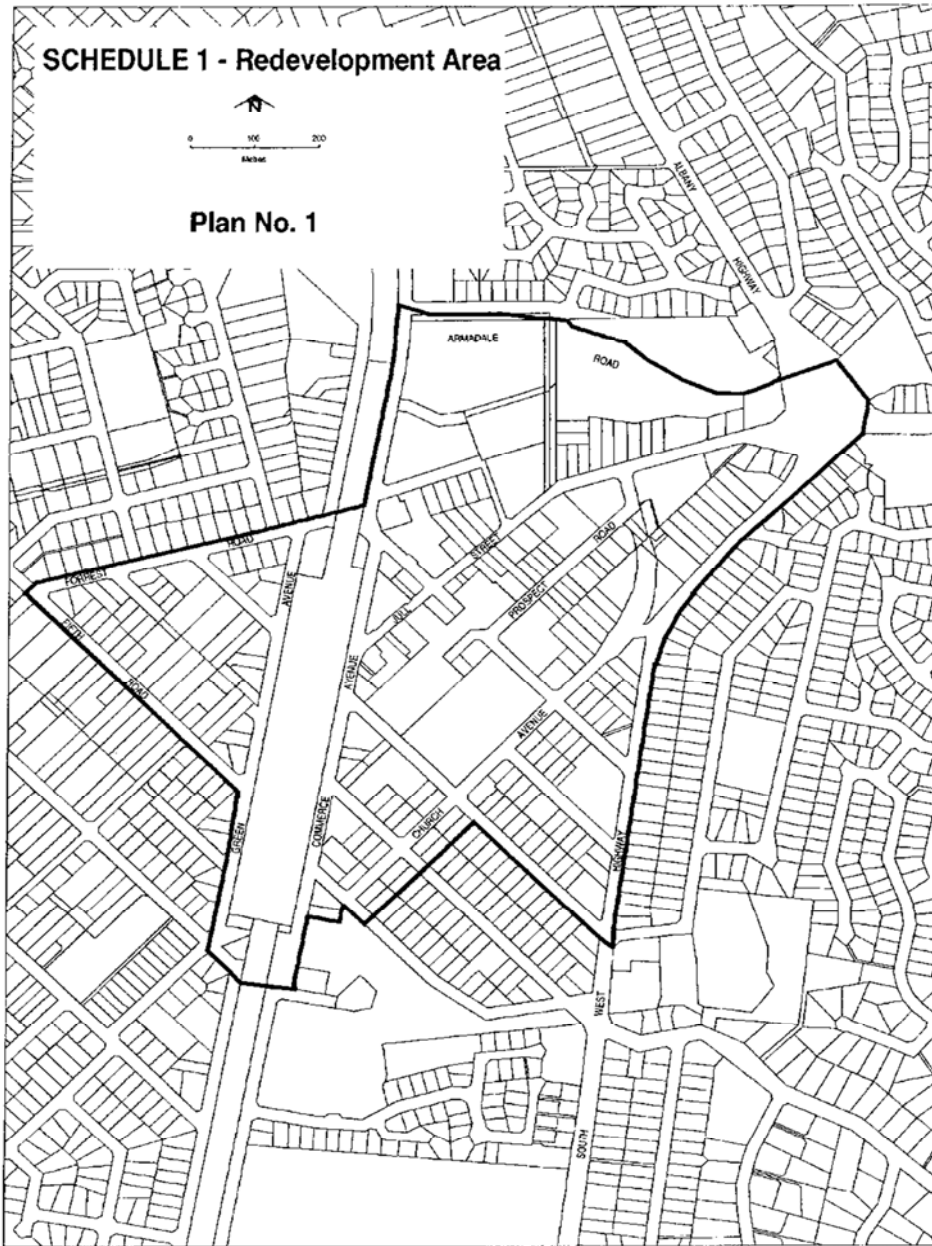 SCHEDULE 1 - Redevelopment Area
N
0 100 200
Metres
Plan No. 1
ALBANY
HIGHWAY
ARMADALE
ROAD
FORREST
ROAD
AVENUE
STREET
JULL
ROAD
PROSPECT
FIFTH
ROAD
AVENUE
AVENUE
GREEN
COMMERCE
CHURCH
HIGHWAY
WEST
SOUTH